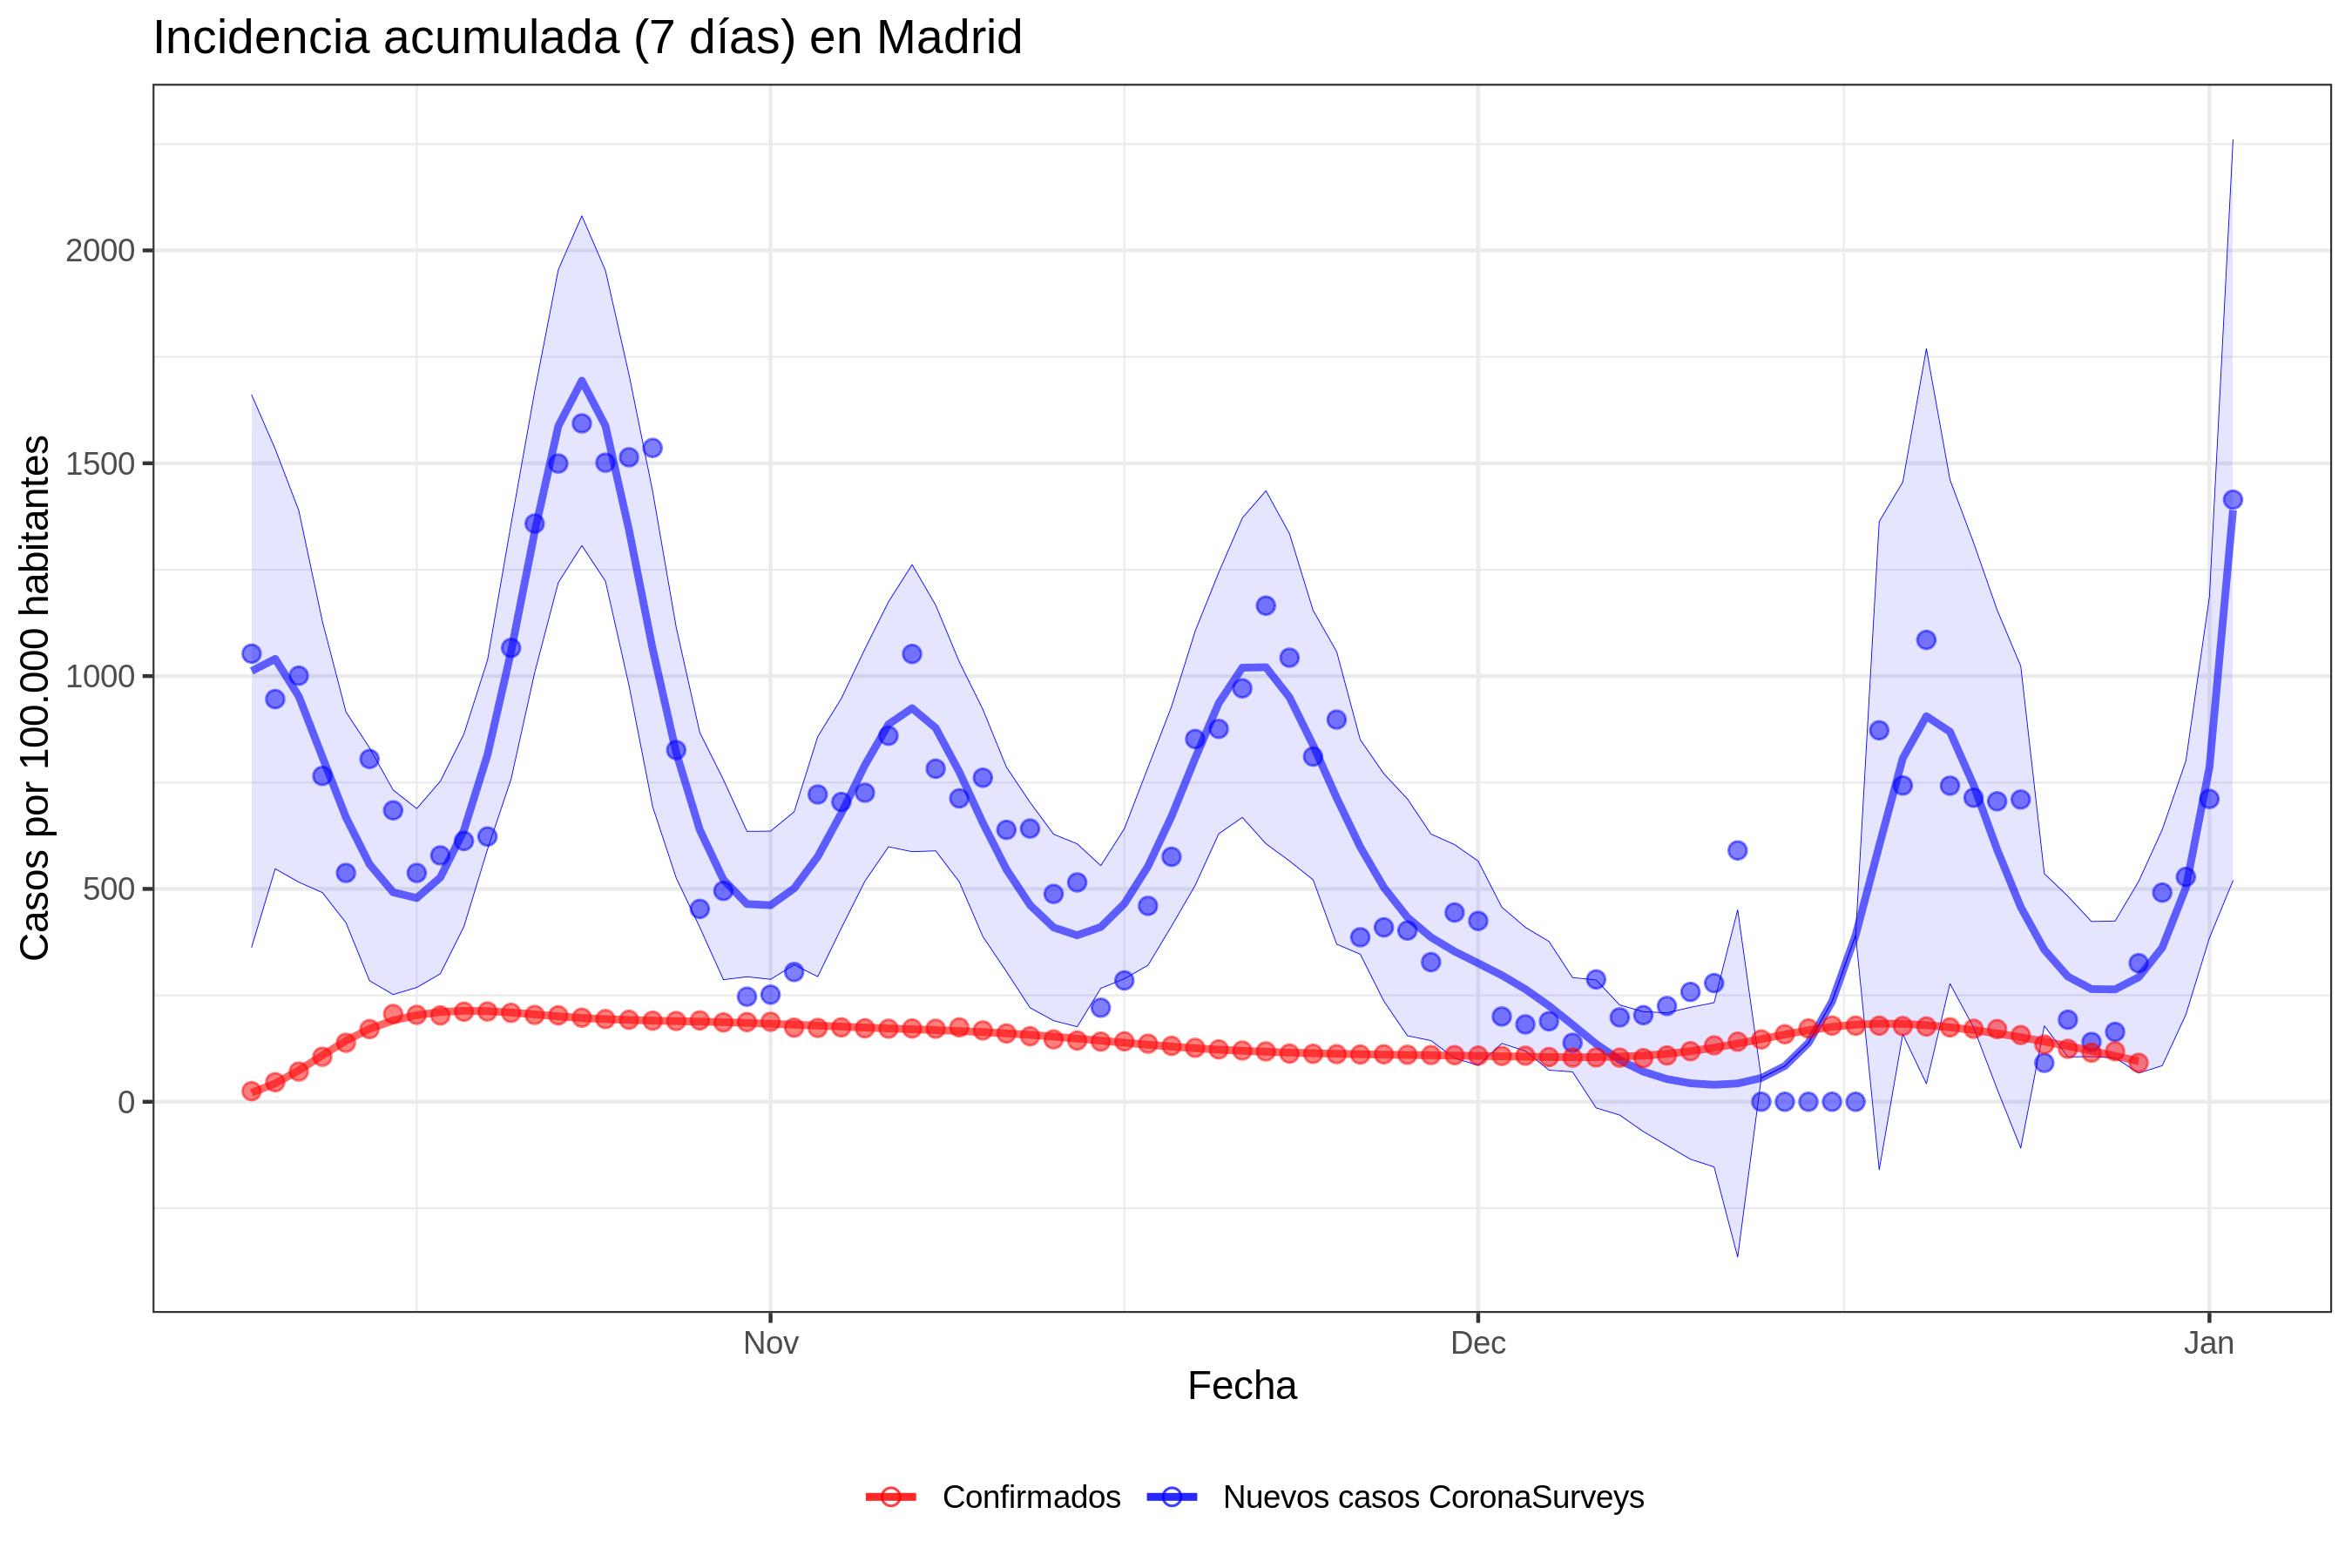 Incidencia acumulada (7 días) en Madrid
Casos por 100.000 habitantes
2000
1500
1000
500
0
Nov
Dec
Jan
Fecha
Confirmados
Nuevos casos CoronaSurveys